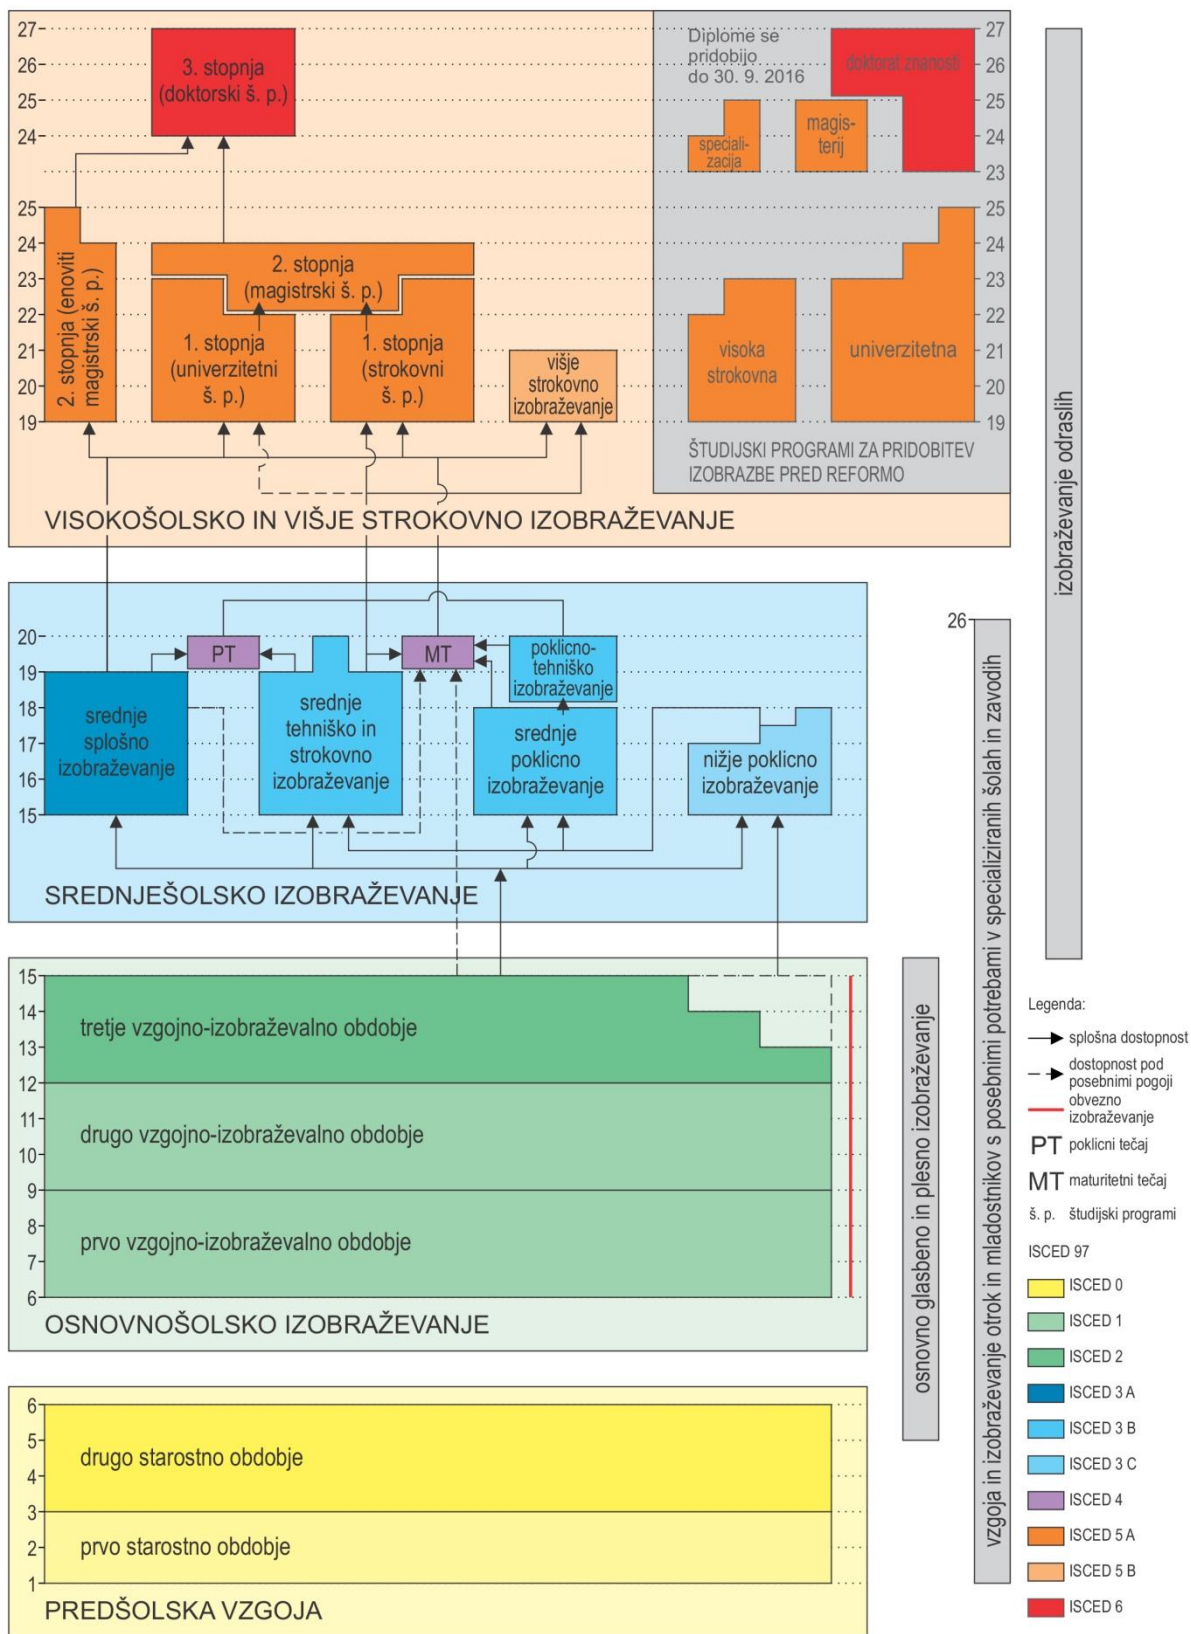 27
26
25
24
25
24
23
22
21
20
19
3. stopnja
(doktorski š. p.)
2. stopnja (enoviti
magistrski š. p.)
2. stopnja
(magistrski š. p.)
1. stopnja
(univerzitetni
š. p.)
1. stopnja
(strokovni
š. p.)
višje
strokovno
izobraževanje
Diplome se
pridobijo
do 30. 9. 2016
doktorat znanosti
speciali-
zacija
magis-
terij
visoka
strokovna
univerzitetna
27
26
25
24
23
25
24
23
22
21
20
19
ŠTUDIJSKI PROGRAMI ZA PRIDOBITEV
IZOBRAZBE PRED REFORMO
VISOKOŠOLSKO IN VIŠJE STROKOVNO IZOBRAŽEVANJE
20
19
18
17
16
15
PT
MT
poklicno-
tehniško
izobraževanje
srednje
splošno
izobraževanje
srednje
tehniško in
strokovno
izobraževanje
srednje
poklicno
izobraževanje
nižje poklicno
izobraževanje
SREDNJEŠOLSKO IZOBRAŽEVANJE
15
14
13
12
11
10
9
8
7
6
tretje vzgojno-izobraževalno obdobje
drugo vzgojno-izobraževalno obdobje
prvo vzgojno-izobraževalno obdobje
OSNOVNOŠOLSKO IZOBRAŽEVANJE
6
5
4
3
2
1
drugo starostno obdobje
prvo starostno obdobje
PREDŠOLSKA VZGOJA
osnovno glasbeno in plesno izobraževanje
26
vzgoja in izobraževanje otrok in mladostnikov s posebnimi potrebami v specializiranih šolah in zavodih
izobraževanje odraslih
Legenda:
splošna dostopnost
dostopnost pod
posebnimi pogoji
obvezno
izobraževanje
PT poklicni tečaj
MT maturitetni tečaj
š. p. študijski programi
ISCED 97
ISCED 0
ISCED 1
ISCED 2
ISCED 3 A
ISCED 3 B
ISCED 3 C
ISCED 4
ISCED 5 A
ISCED 5 B
ISCED 6